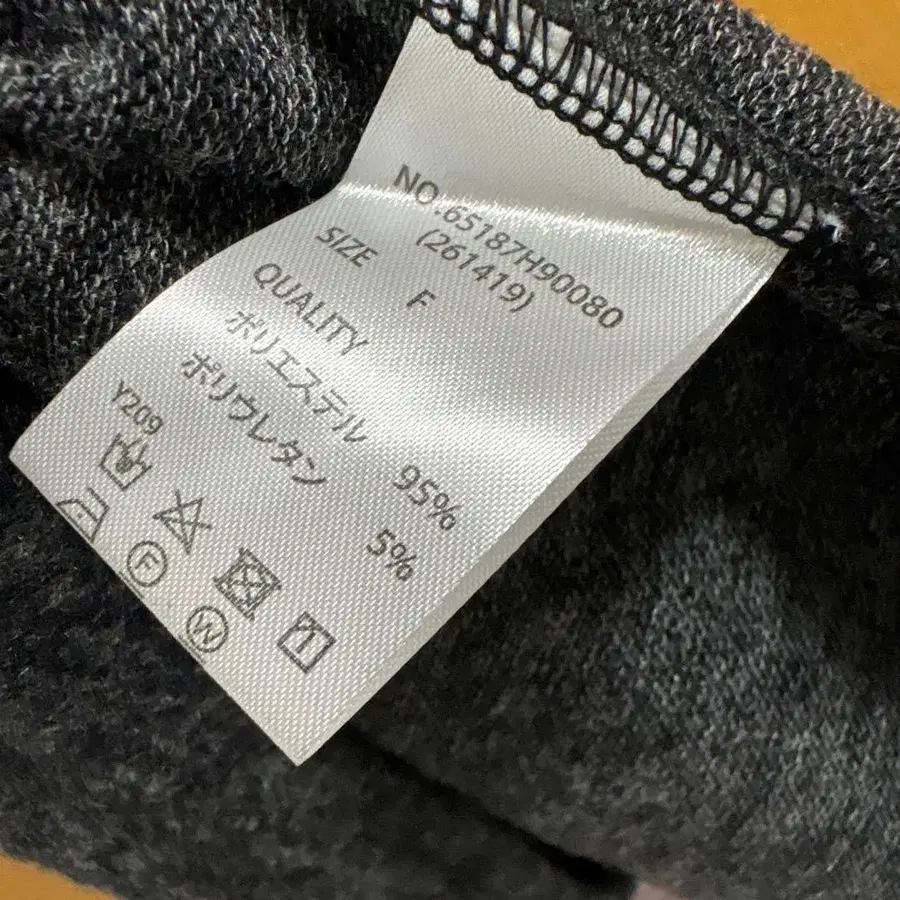 NO.65187H90080
(261419)
SIZE F
QUALITY
ポリエステル 95%
ポリウレタン 5%
Y209
F
W